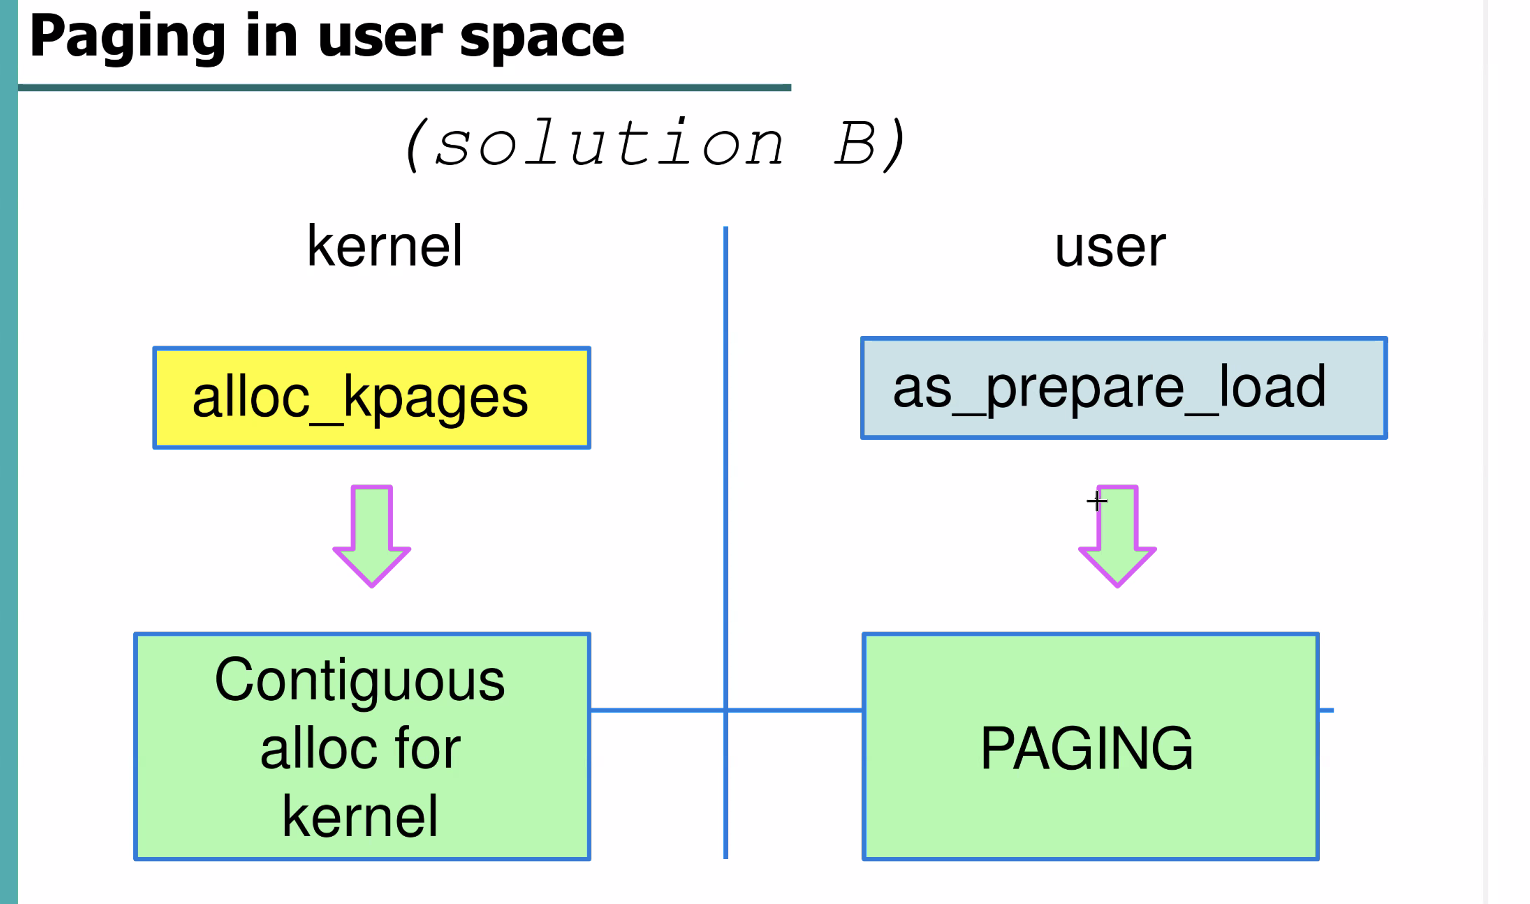 Paging in user space
(solution B)
kernel
user
alloc_kpages
as_prepare_load
Contiguous
alloc for
kernel
PAGING